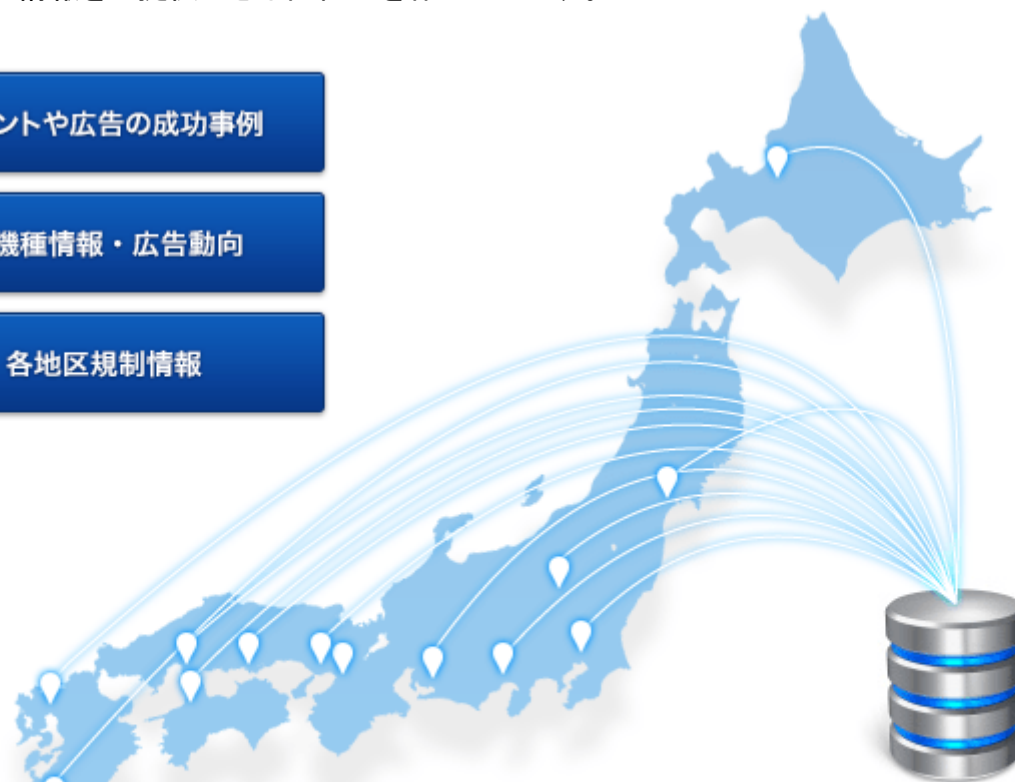 ントや広告の成功事例
機種情報・広告動向
各地区規制情報